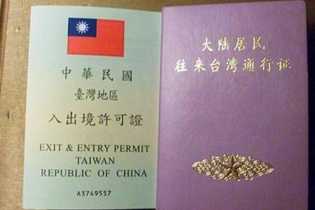 中華民國
臺灣地區
入出境許可證
EXIT & ENTRY PERMIT
TAIWAN
REPUBLIC OF CHINA
A3749557
大陆居民
往来台湾通行证